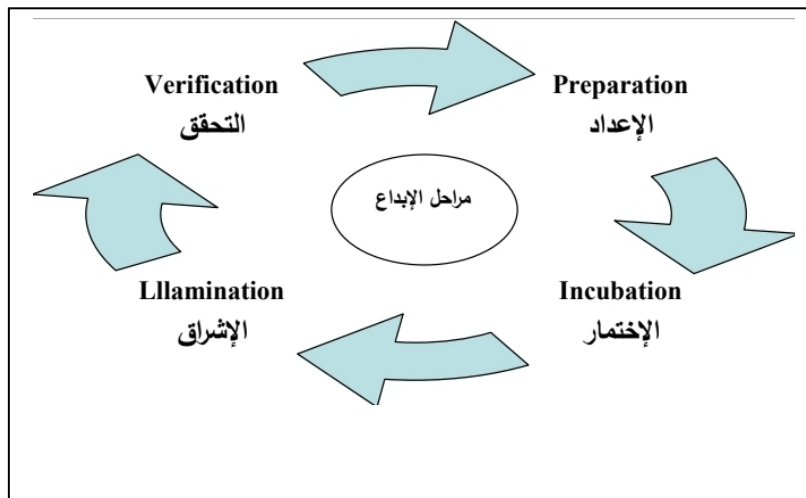 Verification
التحقق
Preparation
الإعداد
مراحل الإبداع
Lllamination
الإشراق
Incubation
الإختمار